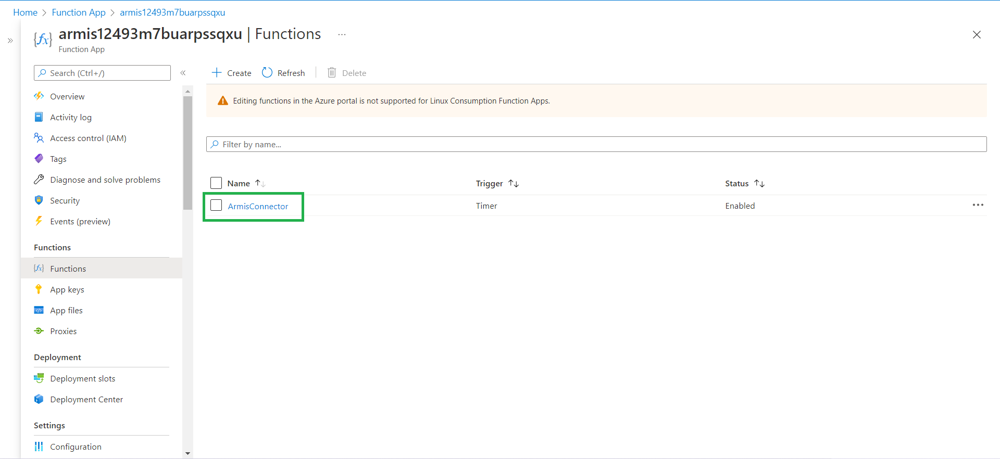 Home > Function App > armis12493m7buarpssqxu
armis12493m7buarpssqxu | Functions ...
Function App
Search (Ctrl+/)
Overview
Activity log
Access control (IAM)
Tags
Diagnose and solve problems
Security
Events (preview)
Functions
Functions
App keys
App files
Proxies
Deployment
Deployment slots
Deployment Center
Settings
Configuration
Create Refresh Delete
Editing functions in the Azure portal is not supported for Linux Consumption Function Apps.
Filter by name...
Name Trigger Status
ArmisConnector Timer Enabled